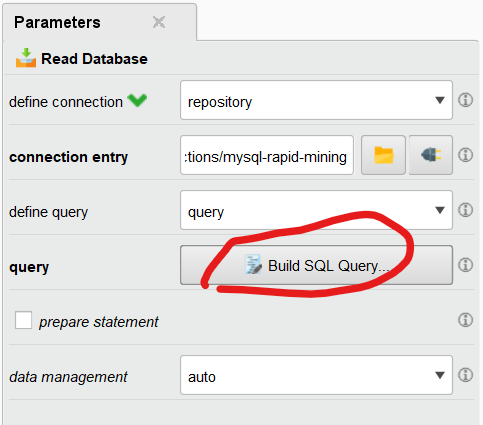 Parameters
Read Database
define connection repository
connection entry :tions/mysql-rapid-mining
define query query
query Build SQL Query...
prepare statement
data management auto